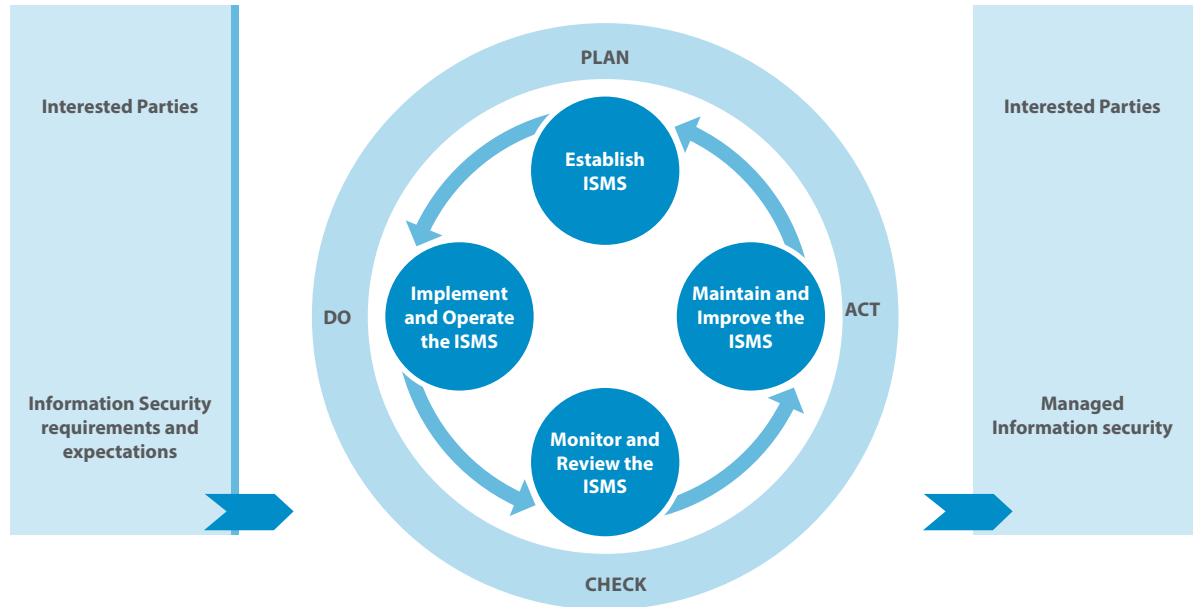 Interested Parties
Information Security
requirements and
expectations
PLAN
Establish
ISMS
DO
Implement
and Operate
the ISMS
Maintain and
Improve the
ISMS
ACT
Monitor and
Review the
ISMS
CHECK
Interested Parties
Managed
Information security